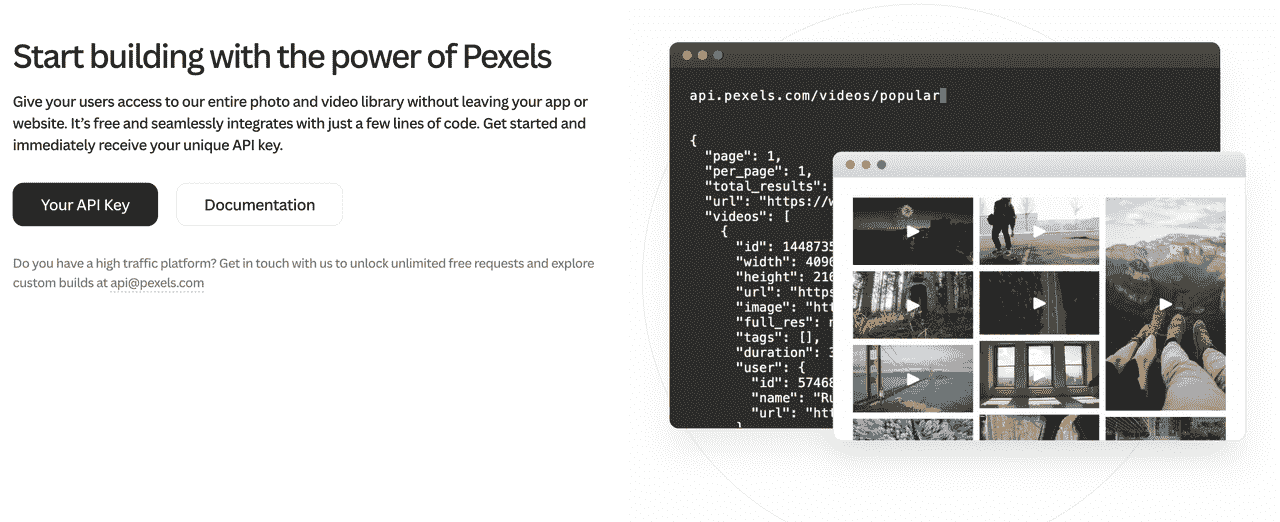 Start building with the power of Pexels
Give your users access to our entire photo and video library without leaving your app or
website. It’s free and seamlessly integrates with just a few lines of code. Get started and
immediately receive your unique API key.
Your API Key
Documentation
Do you have a high traffic platform? Get in touch with us to unlock unlimited free requests and explore
custom builds at api@pexels.com
api.pexels.com/videos/popular
{
"page": 1,
"per_page": 1,
"total_results":
"url": "https://w
"videos": [
{
"id": 1448735
"width": 4096
"height": 216
"url": "https
"image": "htt
"full_res": n
"tags": [],
"duration": 3
"user": {
"id": 57468
"name": "Ru
"url": "htt